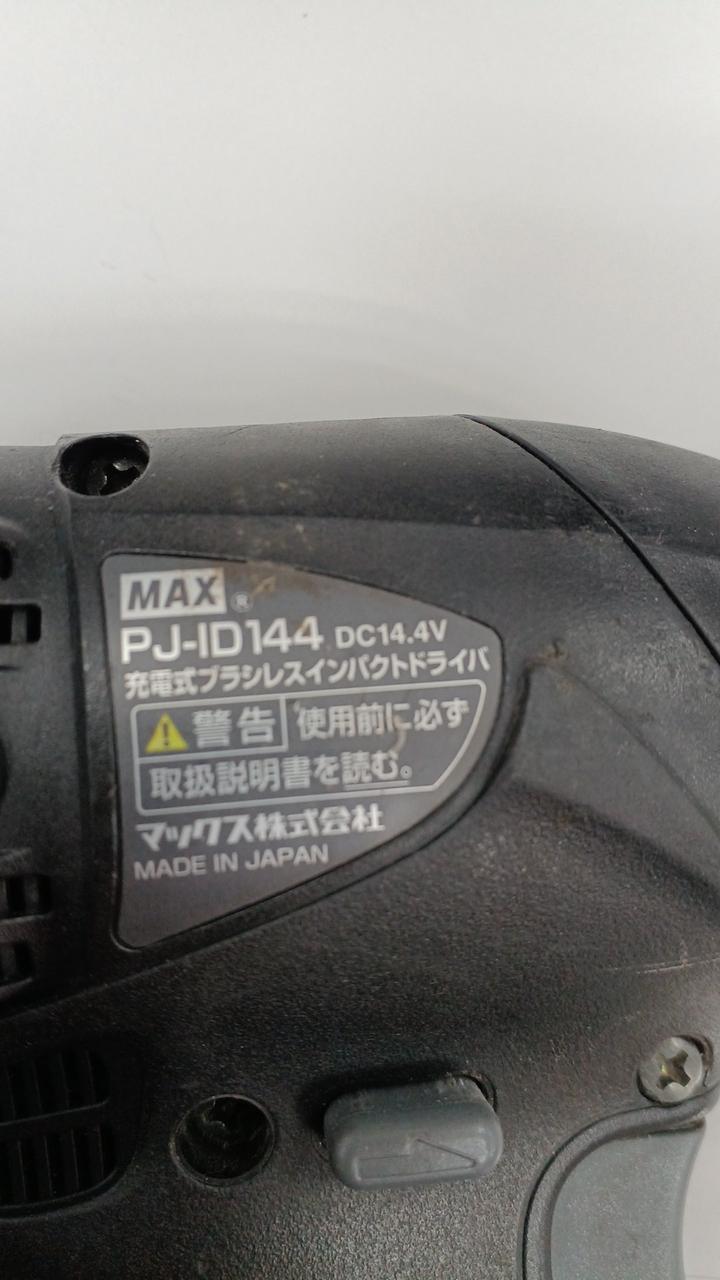 MAX®
PJ-ID144 DC14.4V
充電式ブラシレスインパクトドライバ
警告 使用前に必ず
取扱説明書を読む。
マックス株式会社
MADE IN JAPAN